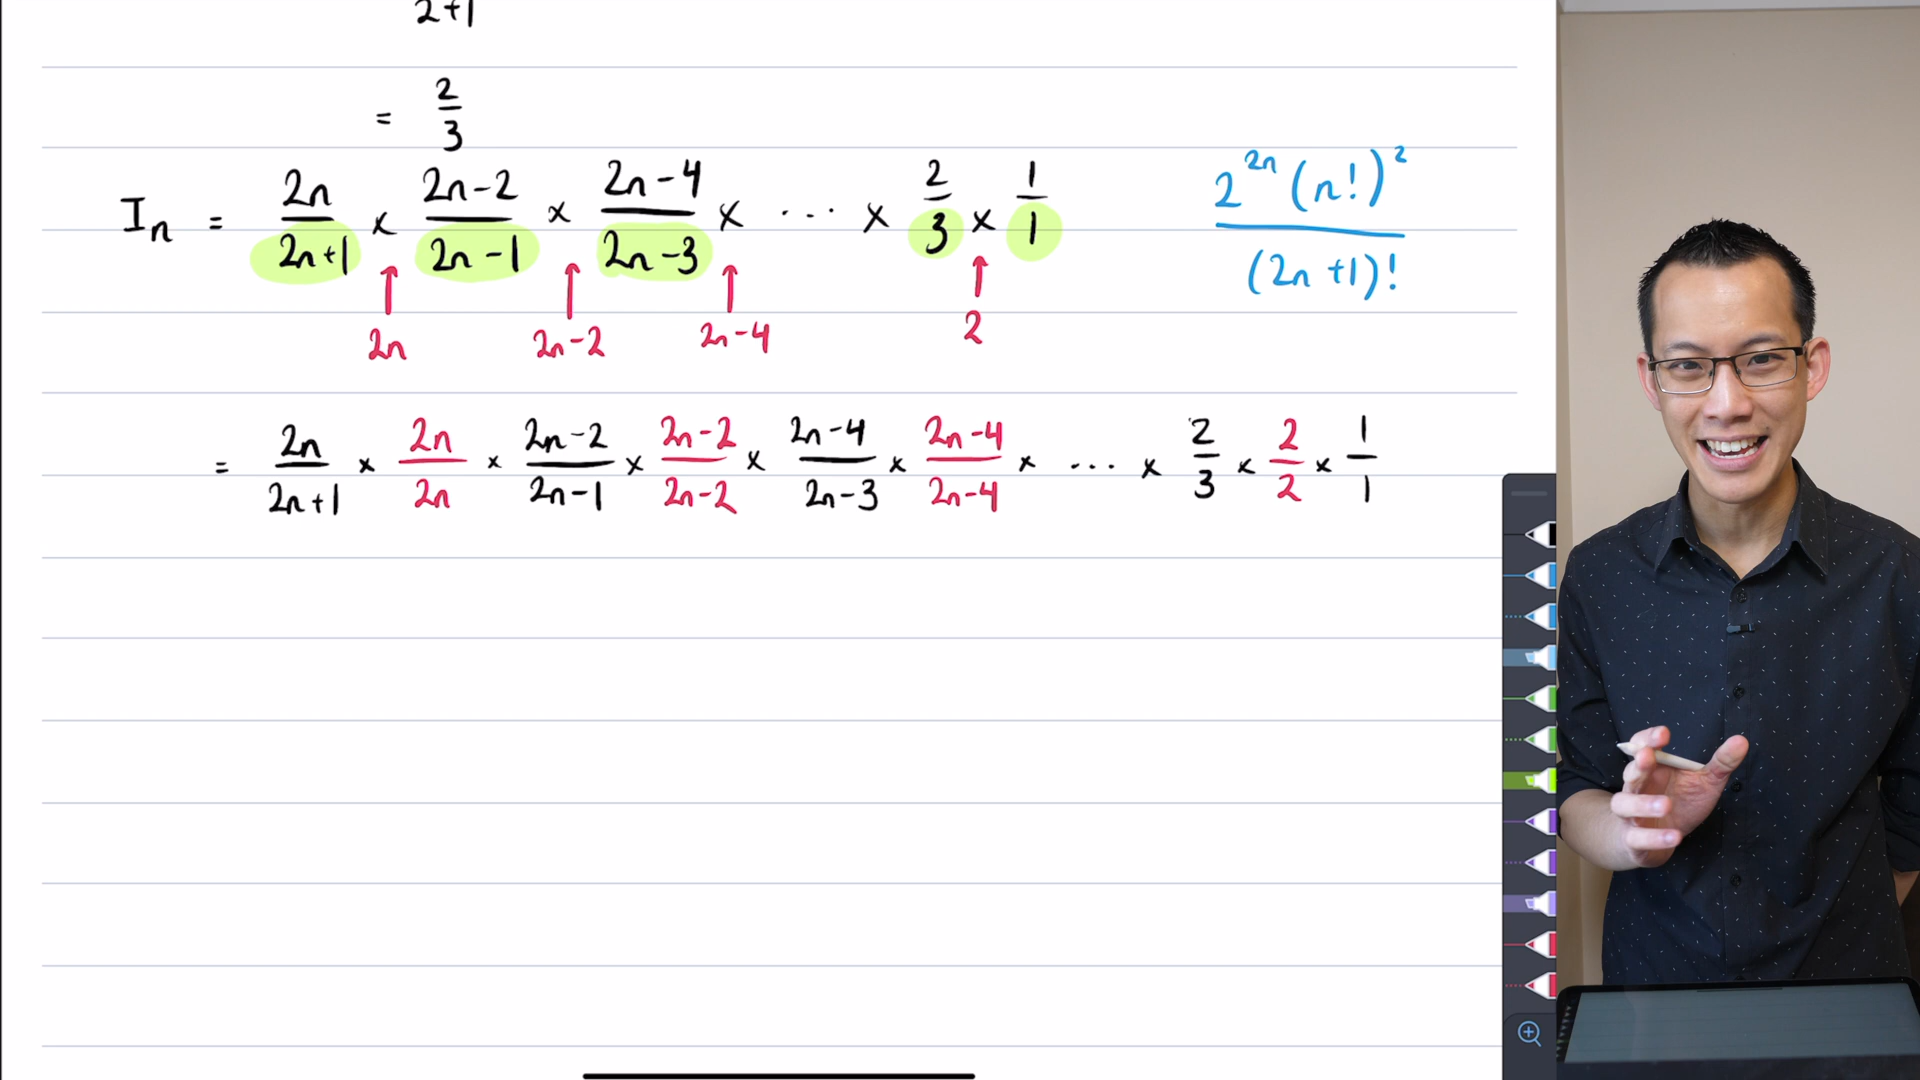 2+1
= 2/3
Iₙ = 2n/(2n+1) × (2n-2)/(2n-1) × (2n-4)/(2n-3) × ... × 2/3 × 1/1
2n 2n-2 2n-4 2
2²ⁿ(n!)²/(2n+1)!
= 2n/(2n+1) × 2n/2n × (2n-2)/(2n-1) × (2n-2)/(2n-2) × (2n-4)/(2n-3) × (2n-4)/(2n-4) × ... × 2/3 × 2/2 × 1/1